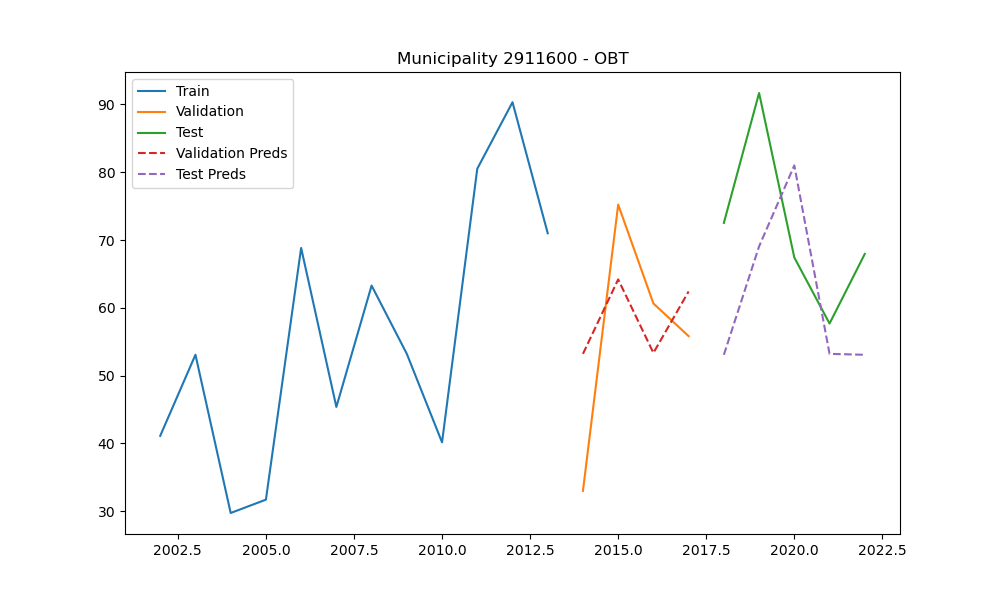 Municipality 2911600 - OBT
Train
Validation
Test
Validation Preds
Test Preds
90
80
70
60
50
40
30
2002.5 2005.0 2007.5 2010.0 2012.5 2015.0 2017.5 2020.0 2022.5